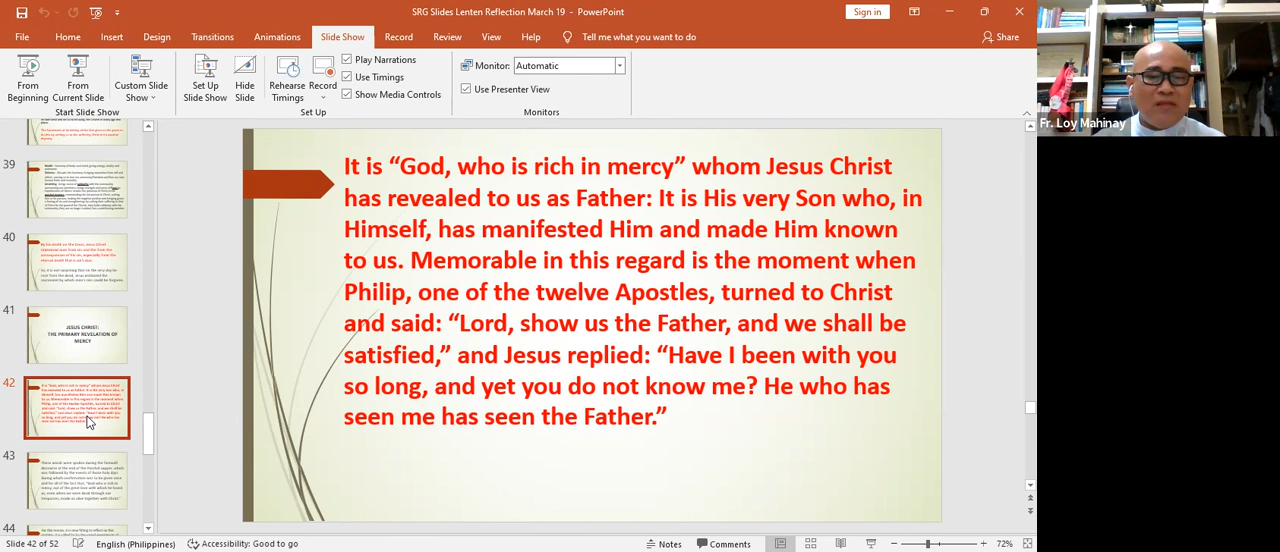 SRG Slides Lenten Reflection March 19 - PowerPoint
Sign in
File Home Insert Design Transitions Animations Slide Show Record Review View Help Tell me what you want to do Share
From Beginning
From Current Slide
Custom Slide Show
Set Up Slide Show
Hide Slide
Rehearse Timings
Record
Play Narrations
Use Timings
Show Media Controls
Monitor: Automatic
Use Presenter View
Start Slide Show
Set Up
Monitors
Fr. Loy Mahinay
39
40
41
JESUS CHRIST:
THE PRIMARY REVELATION OF
MERCY
42
43
44
It is “God, who is rich in mercy” whom Jesus Christ
has revealed to us as Father: It is His very Son who, in
Himself, has manifested Him and made Him known
to us. Memorable in this regard is the moment when
Philip, one of the twelve Apostles, turned to Christ
and said: “Lord, show us the Father, and we shall be
satisfied,” and Jesus replied: “Have I been with you
so long, and yet you do not know me? He who has
seen me has seen the Father.”
Slide 42 of 52
English (Philippines)
Accessibility: Good to go
Notes
Comments
72%